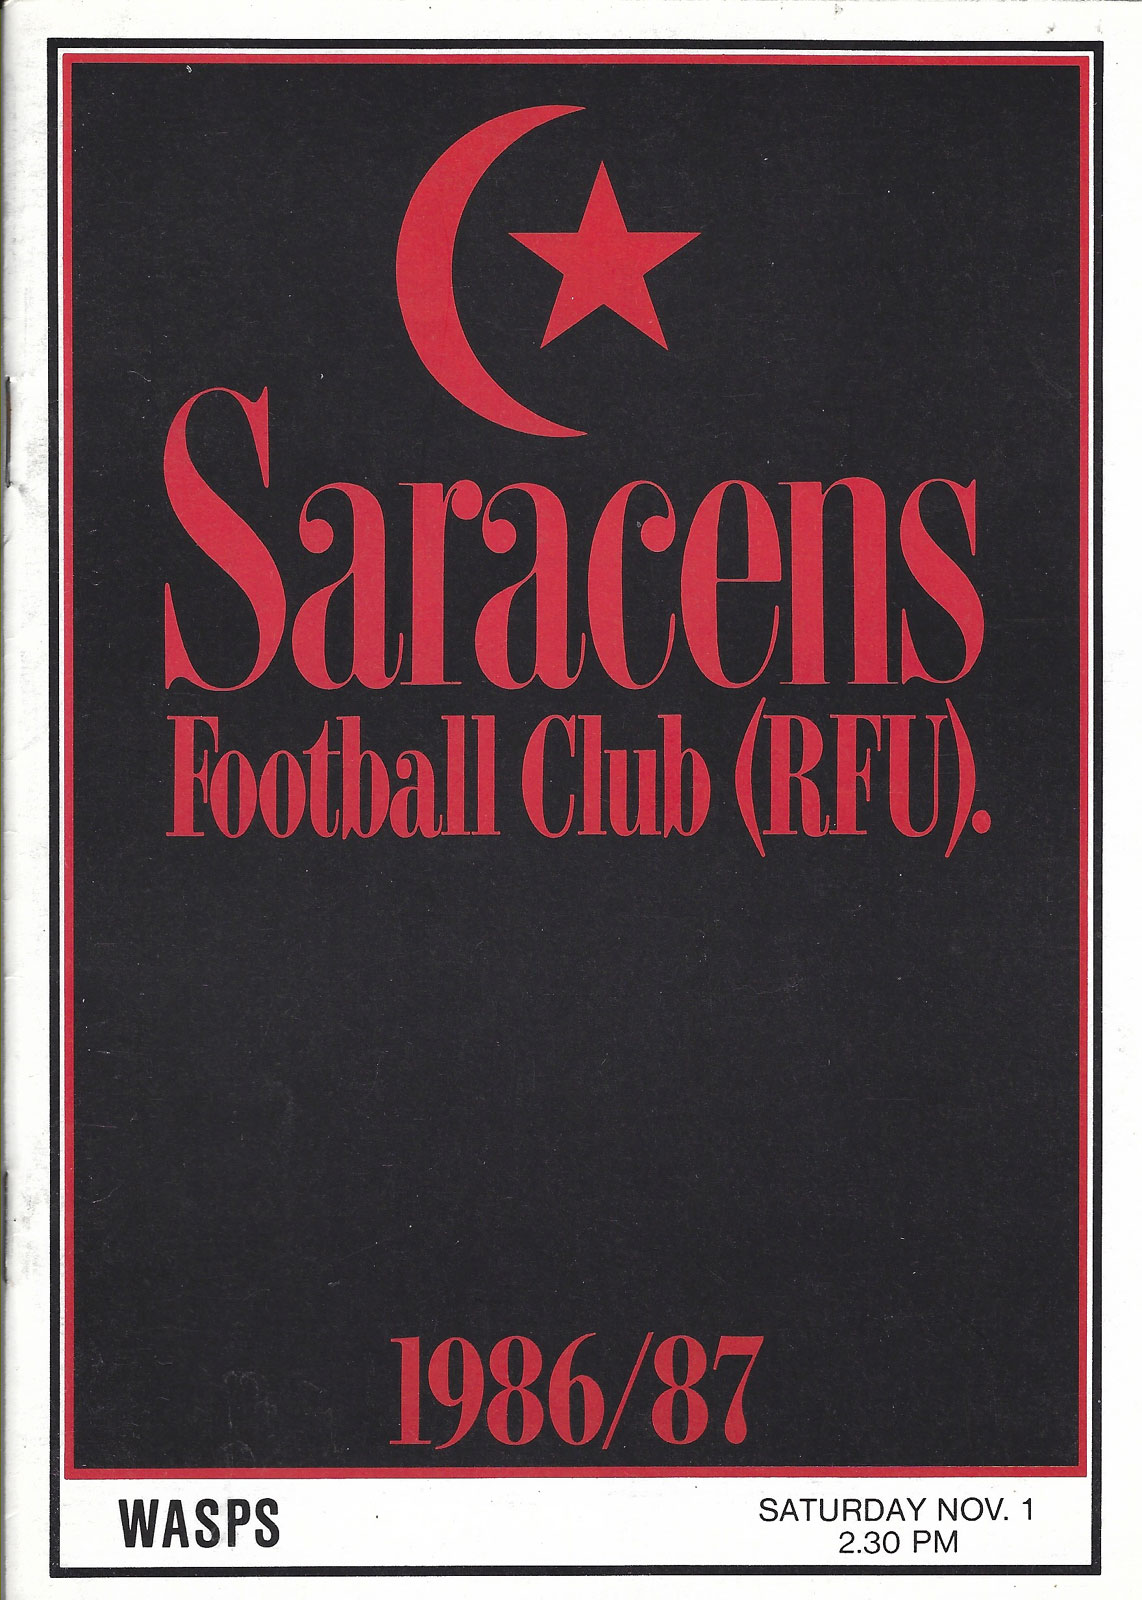 Saracens
Football Club (RFU).
1986/87
WASPS
SATURDAY NOV. 1
2.30 PM